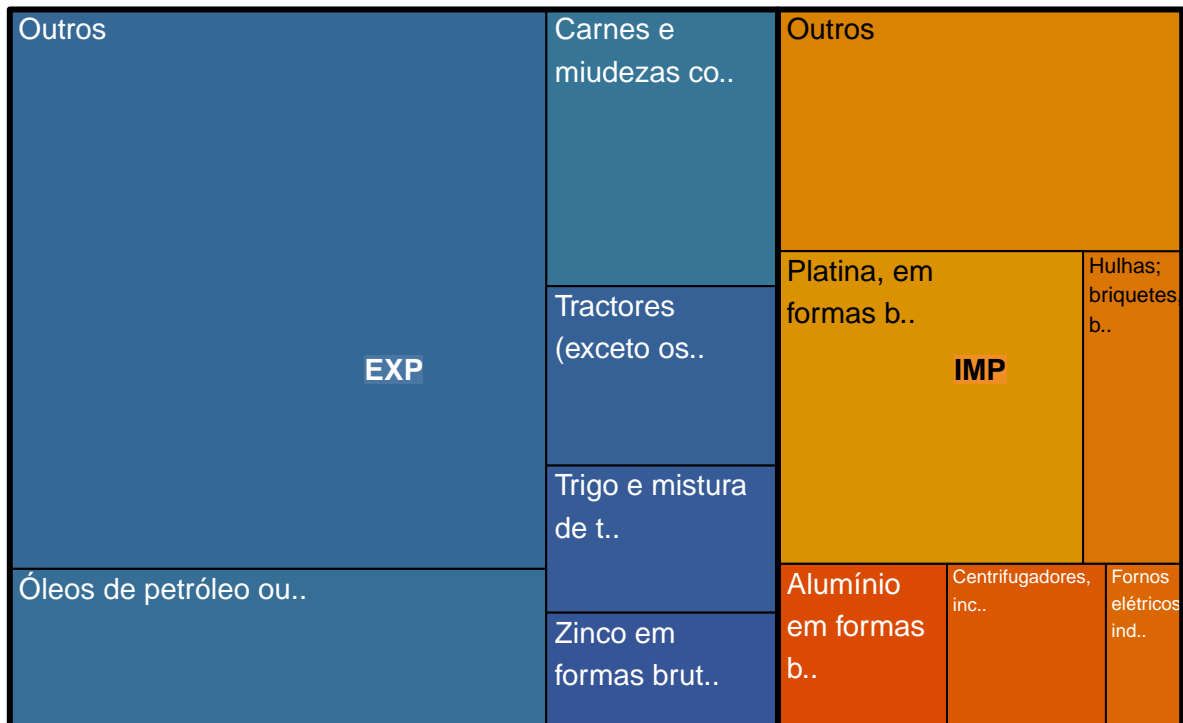 Outros
Carnes e
miudezas co..
Tractores
(exceto os..
EXP
Trigo e mistura
de t..
Óleos de petróleo ou..
Zinco em
formas brut..
Outros
Platina, em
formas b..
Hulhas;
briquetes,
b..
IMP
Alumínio
em formas
b..
Centrifugadores,
inc..
Fornos
elétricos
ind..